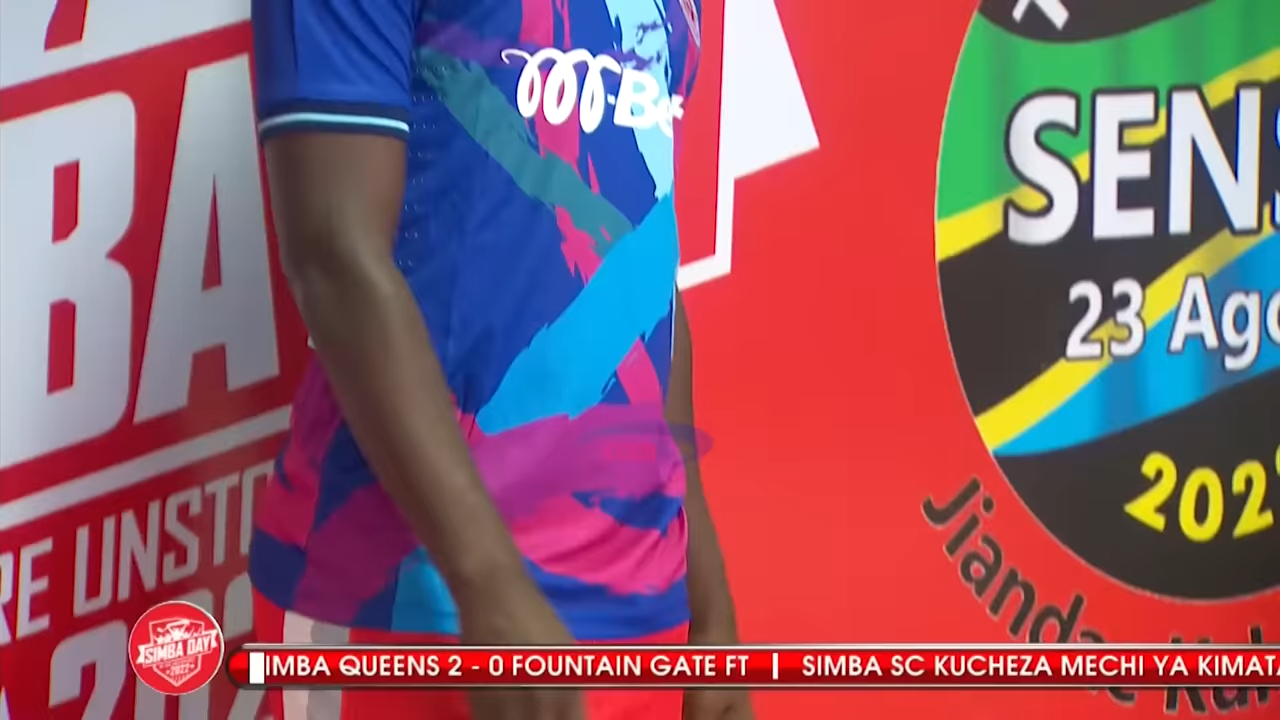 BA
RE UNSTO
M-Bet
SENS
23 Ago
202
Jianda
SIMBA DAY
IMBA QUEENS 2 - 0 FOUNTAIN GATE FT | SIMBA SC KUCHEZA MECHI YA KIMATA